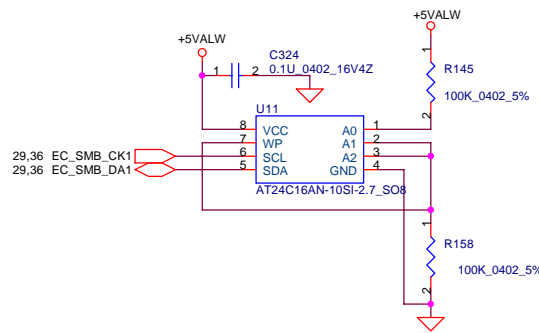 +5VALW
+5VALW
C324
1 2
0.1U_0402_16V4Z
1
R145
100K_0402_5%
2
U11
8 VCC A0 1
7 WP A1 2
29,36 EC_SMB_CK1 6 SCL A2 3
29,36 EC_SMB_DA1 5 SDA GND 4
AT24C16AN-10SI-2.7_SO8
1
R158
100K_0402_5%
2